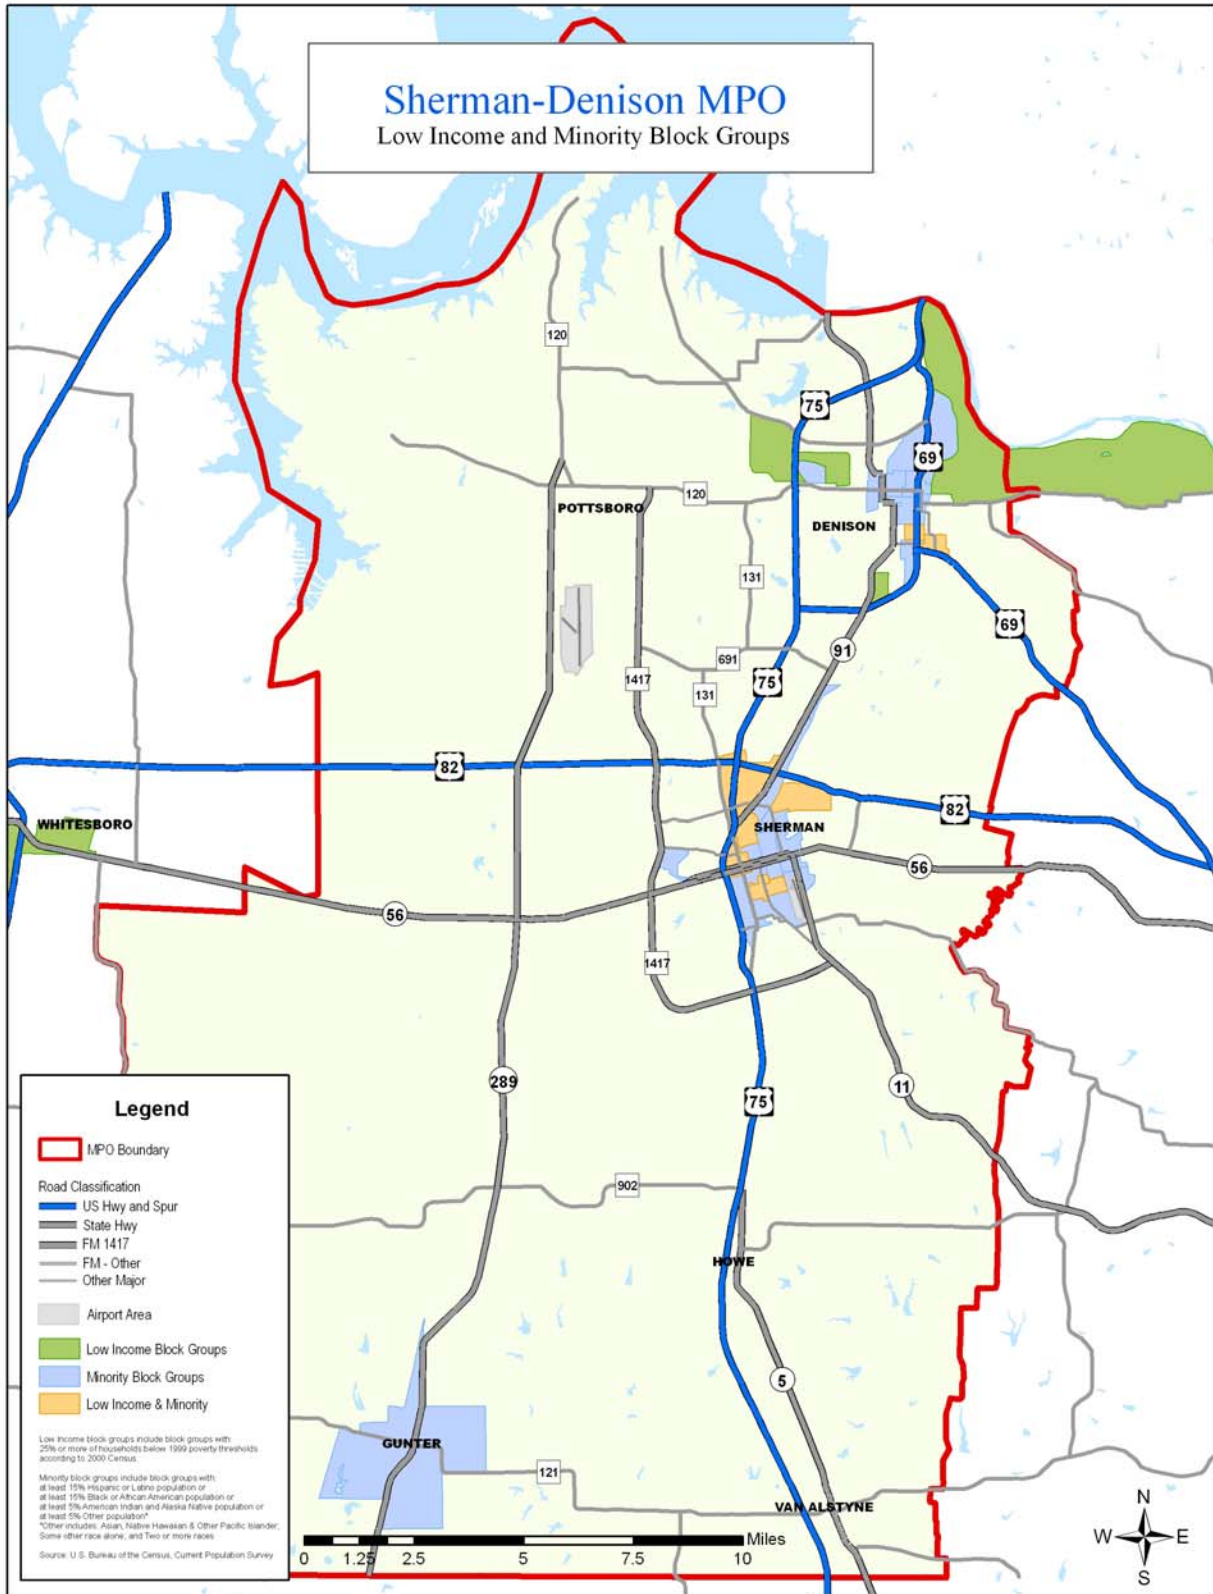 Sherman-Denison MPO
Low Income and Minority Block Groups
120
75
69
POTTSBORO
120
DENISON
131
69
91
691
75
1417
131
82
82
WHITESBORO
SHERMAN
56
56
1417
289
11
75
902
HOWE
5
GUNTER
121
VAN ALSTYNE
Legend
MPO Boundary
Road Classification
US Hwy and Spur
State Hwy
FM 1417
FM - Other
Other Major
Airport Area
Low Income Block Groups
Minority Block Groups
Low Income & Minority
Low Income block groups include block groups with
25% or more of households below 1999 poverty thresholds
according to 2000 Census.
Minority block groups include block groups with:
at least 15% Hispanic or Latino population or
at least 15% Black or African American population or
at least 5% American Indian and Alaska Native population or
at least 5% Other population*
*Other includes: Asian, Native Hawaiian & Other Pacific Islander;
Some other race alone; and Two or more races
Source: U.S. Bureau of the Census, Current Population Survey
Miles
0 1.25 2.5 5 7.5 10
N
W E
S